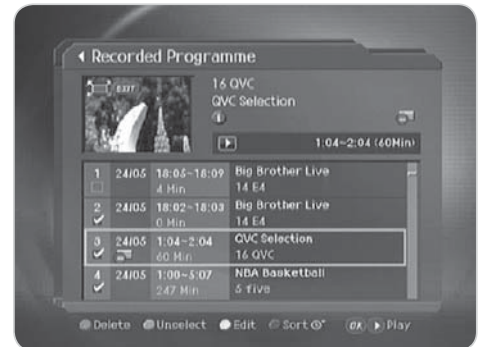 Recorded Programme
EXIT
16 QVC
QVC Selection
1:04~2:04 (60Min)
1 24/05 18:05~18:09 Big Brother Live
4 Min 14 E4
2 24/05 18:02~18:03 Big Brother Live
0 Min 14 E4
3 24/05 1:04~2:04 QVC Selection
60 Min 16 QVC
4 24/05 1:00~5:07 NBA Basketball
247 Min 5 five
Delete Unselect Edit Sort OK Play